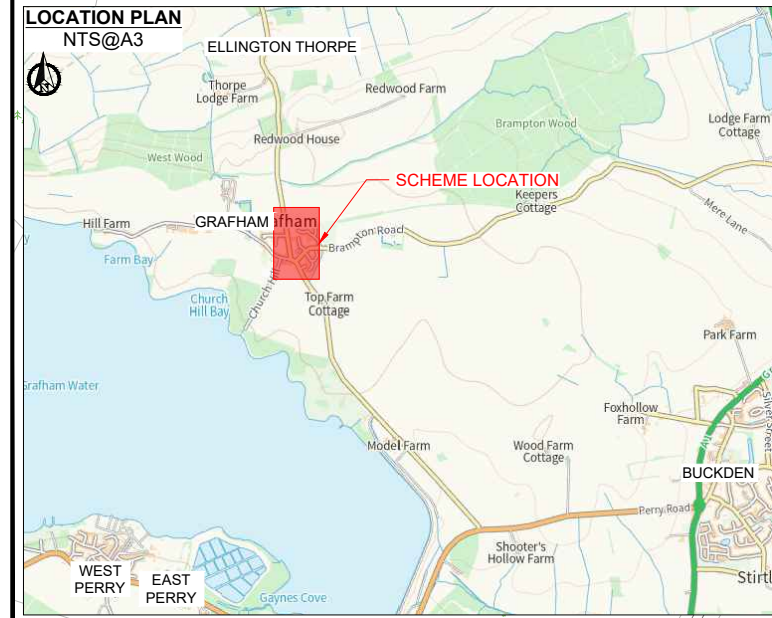 LOCATION PLAN
NTS@A3
ELLINGTON THORPE
Thorpe
Lodge Farm
Redwood Farm
Lodge Farm
Cottage
Brampton Wood
Redwood House
West Wood
SCHEME LOCATION
Keepers
Cottage
Mere Lane
Hill Farm
GRAFHAM
afham
Brampton Road
Farm Bay
Church
Hill Bay
Church Hill
Top Farm
Cottage
Park Farm
Grafham Water
Foxhollow
Farm
Silver Street
A1
Model Farm
Wood Farm
Cottage
BUCKDEN
Perry Road
Shooter's
Hollow Farm
WEST
PERRY
EAST
PERRY
Gaynes Cove
Stirtl